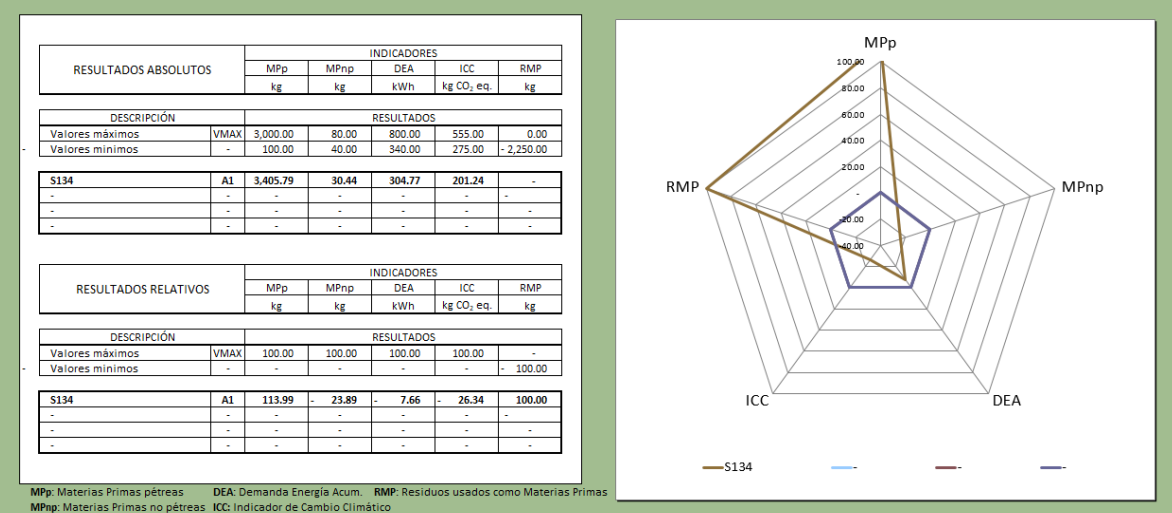 INDICADORES
RESULTADOS ABSOLUTOS MPp MPnp DEA ICC RMP
kg kg kWh kg CO₂ eq. kg
DESCRIPCIÓN RESULTADOS
Valores máximos VMAX 3,000.00 80.00 800.00 555.00 0.00
- Valores minimos - 100.00 40.00 340.00 275.00 - 2,250.00
S134 A1 3,405.79 30.44 304.77 201.24 -
- - - - - - -
- - - - - - -
- - - - - - -
INDICADORES
RESULTADOS RELATIVOS MPp MPnp DEA ICC RMP
kg kg kWh kg CO₂ eq. kg
DESCRIPCIÓN RESULTADOS
Valores máximos VMAX 100.00 100.00 100.00 100.00 -
- Valores minimos - - - - - - 100.00
S134 A1 113.99 - 23.89 - 7.66 - 26.34 100.00
- - - - - - -
- - - - - - -
- - - - - - -
MPp: Materias Primas pétreas DEA: Demanda Energía Acum. RMP: Residuos usados como Materias Primas
MPnp: Materias Primas no pétreas ICC: Indicador de Cambio Climático
MPp
100.00
80.00
60.00
40.00
20.00
-
-20.00
-40.00
RMP
MPnp
ICC
DEA
S134 - - -